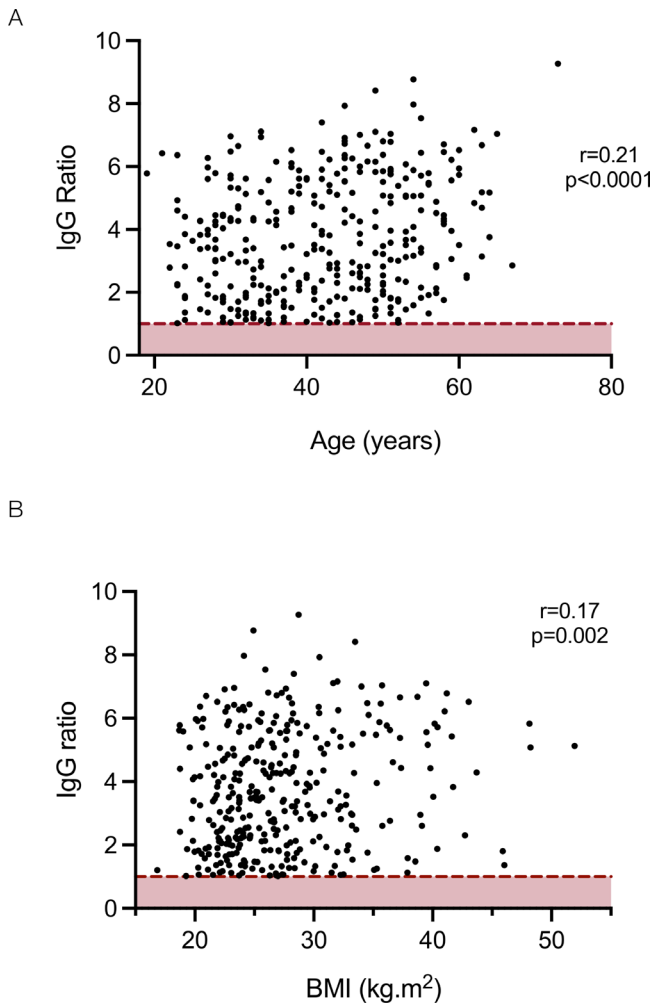 A
10
8
6
4
2
0
IgG Ratio
r=0.21
p<0.0001
20 40 60 80
Age (years)
B
10
8
6
4
2
0
IgG ratio
r=0.17
p=0.002
20 30 40 50
BMI (kg.m²)